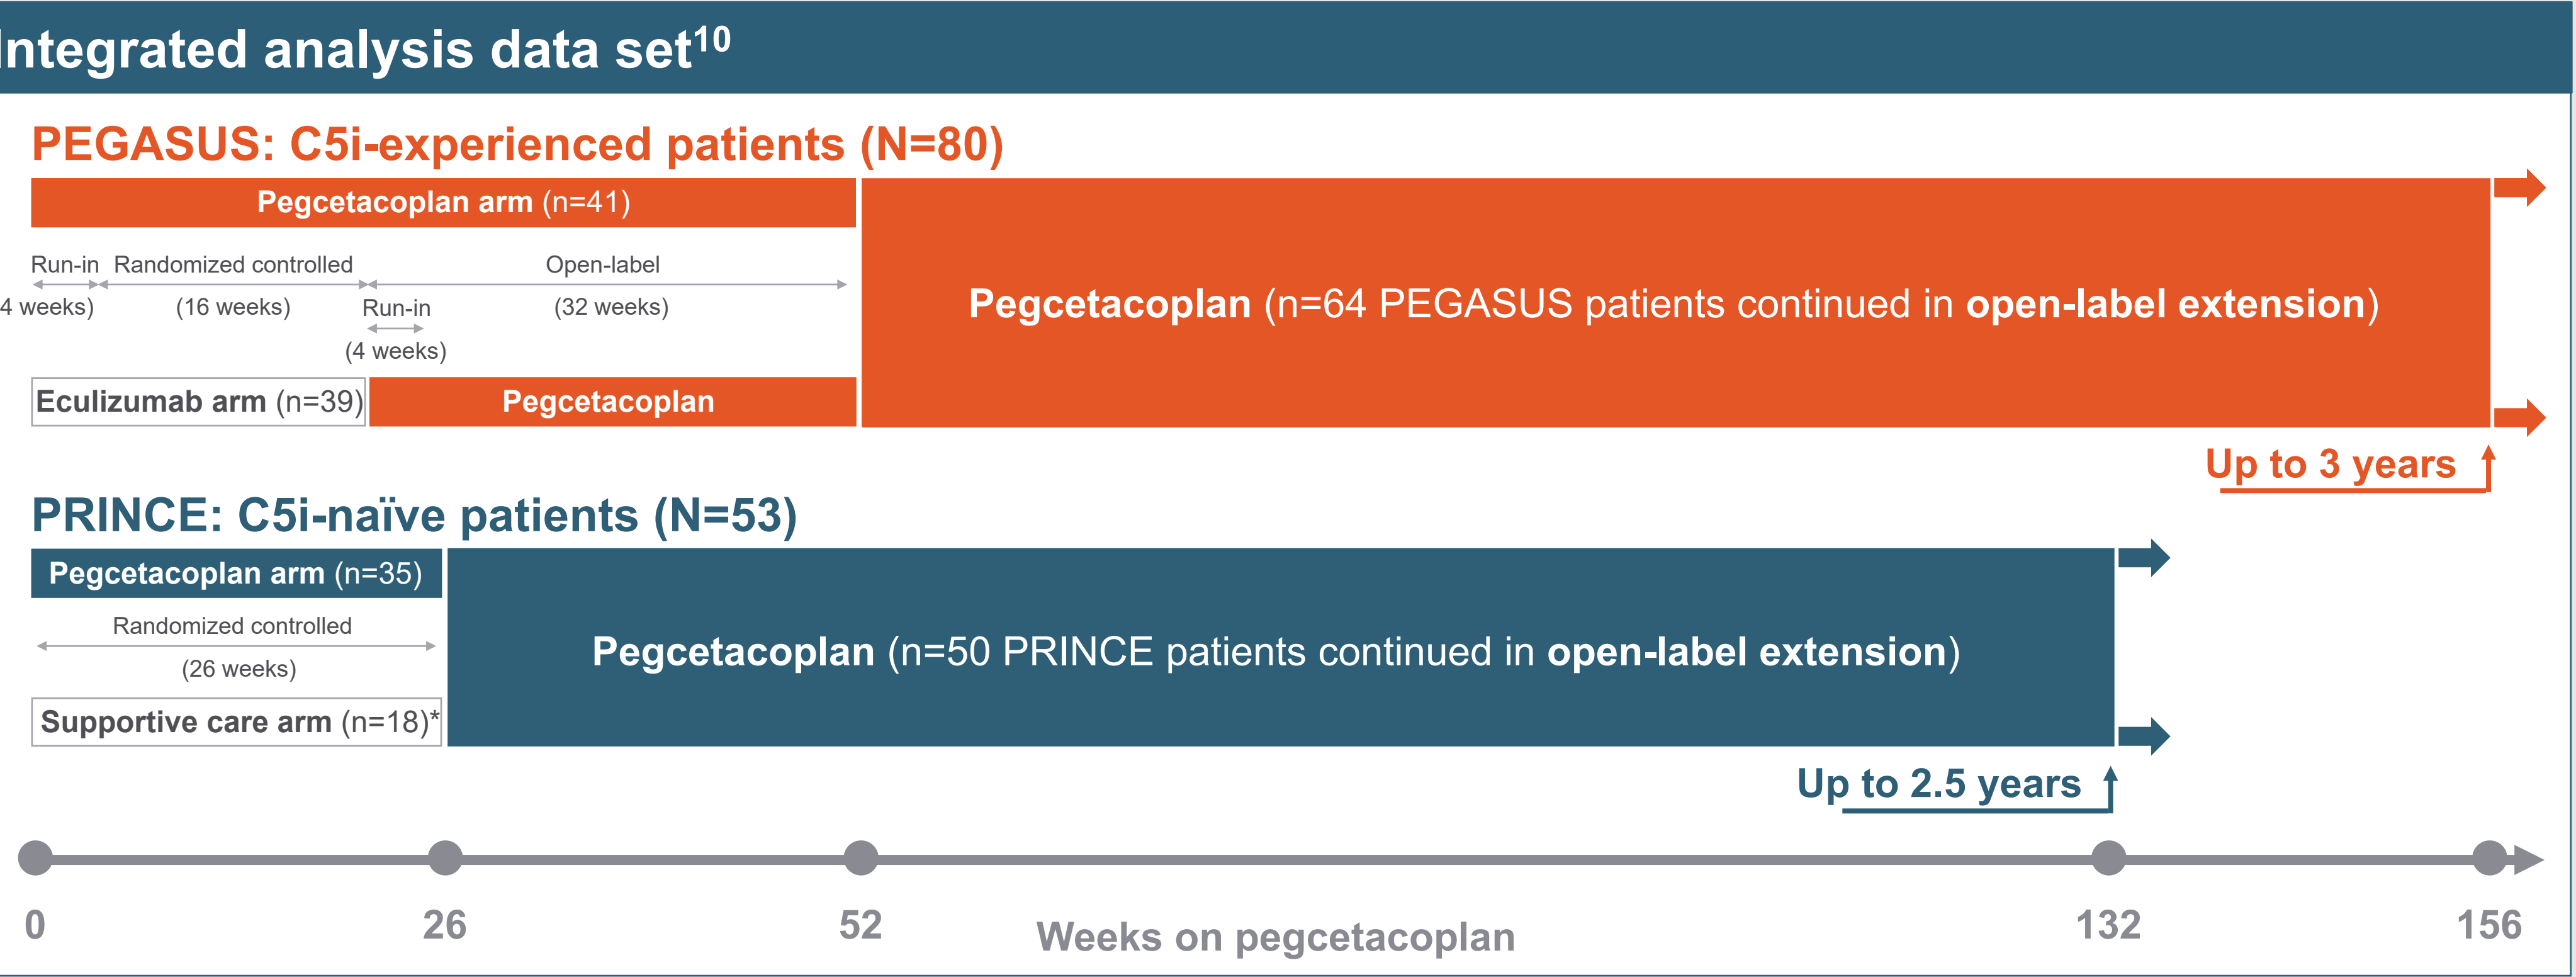 Integrated analysis data set¹⁰
PEGASUS: C5i-experienced patients (N=80)
Pegcetacoplan arm (n=41)
Run-in Randomized controlled Open-label
4 weeks) (16 weeks) Run-in (32 weeks)
(4 weeks)
Pegcetacoplan (n=64 PEGASUS patients continued in open-label extension)
Eculizumab arm (n=39) Pegcetacoplan
Up to 3 years
PRINCE: C5i-naïve patients (N=53)
Pegcetacoplan arm (n=35)
Randomized controlled
(26 weeks)
Pegcetacoplan (n=50 PRINCE patients continued in open-label extension)
Supportive care arm (n=18)*
Up to 2.5 years
0 26 52 132 156
Weeks on pegcetacoplan